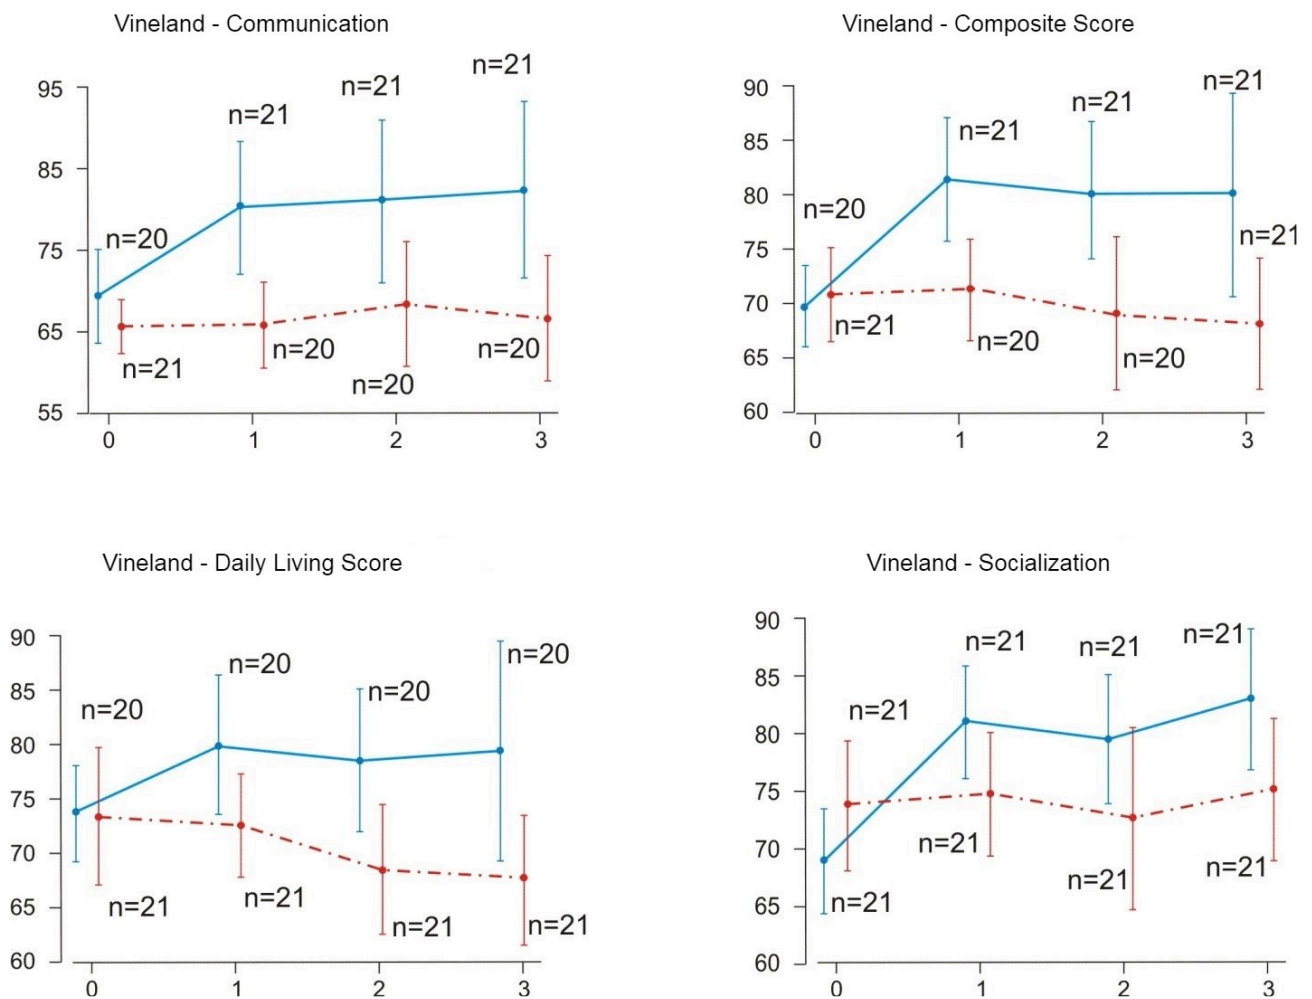 Vineland - Communication
n=21
n=21
95
n=21
85
n=20
75
65
n=21
n=20
n=20
n=20
55
0
1
2
3
Vineland - Composite Score
90
n=21
n=21
85
n=21
80
n=20
75
n=21
70
n=21
n=20
65
n=20
60
0
1
2
3
Vineland - Daily Living Score
90
n=20
n=20
85
n=20
n=20
80
75
70
65
n=21
n=21
n=21
n=21
60
0
1
2
3
Vineland - Socialization
90
n=21
n=21
n=21
85
n=21
80
75
n=21
70
n=21
n=21
65
n=21
60
0
1
2
3